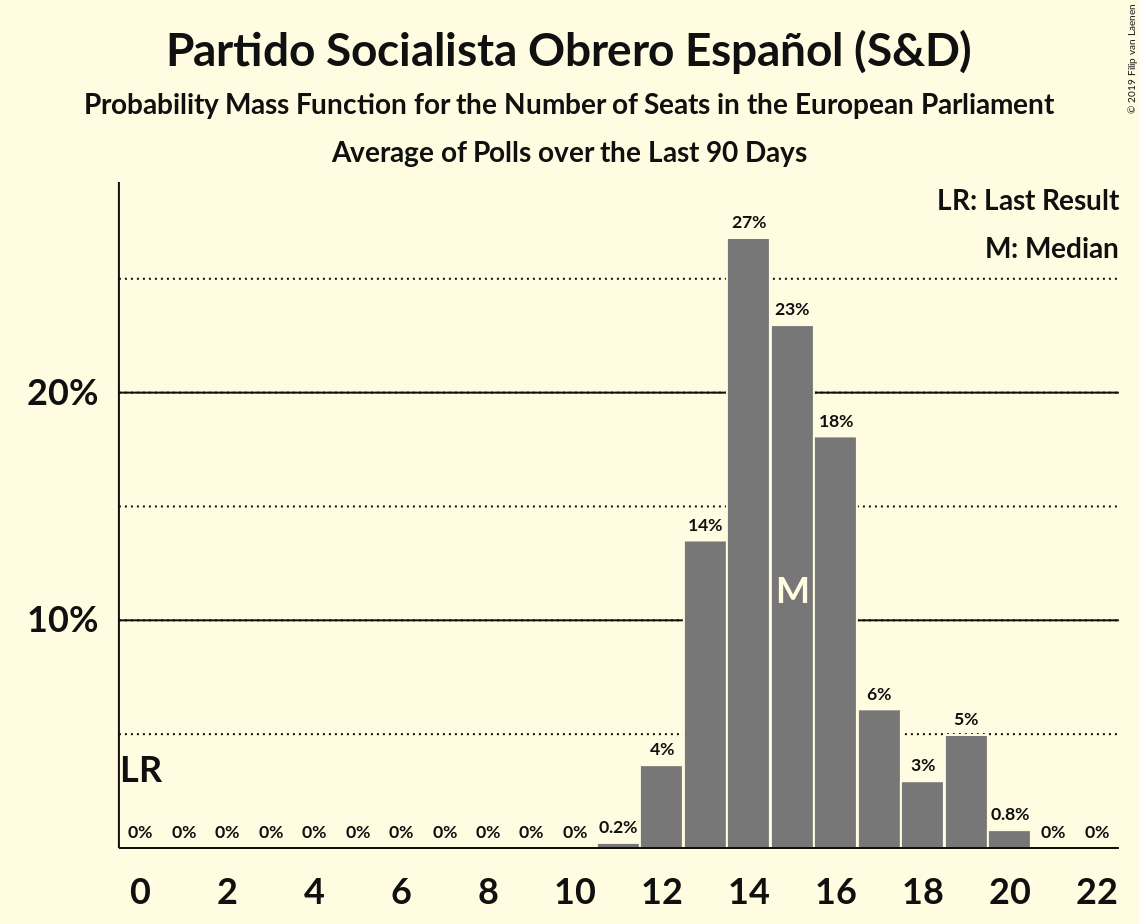 Partido Socialista Obrero Español (S&D)
Probability Mass Function for the Number of Seats in the European Parliament
Average of Polls over the Last 90 Days
© 2019 Filip van Laenen
LR: Last Result
M: Median
27%
23%
20%
18%
14%
M
10%
6%
5%
4%
3%
LR
0.8%
0.2%
0% 0% 0% 0% 0% 0% 0% 0% 0% 0% 0% 0% 0%
0 2 4 6 8 10 12 14 16 18 20 22